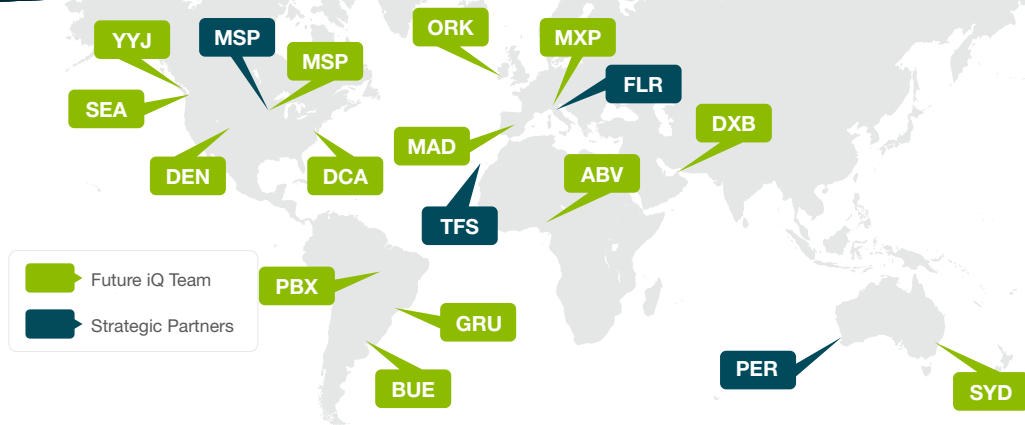 YYJ
MSP
MSP
ORK
MXP
FLR
SEA
DXB
MAD
DEN
DCA
ABV
TFS
Future iQ Team
PBX
Strategic Partners
GRU
PER
BUE
SYD